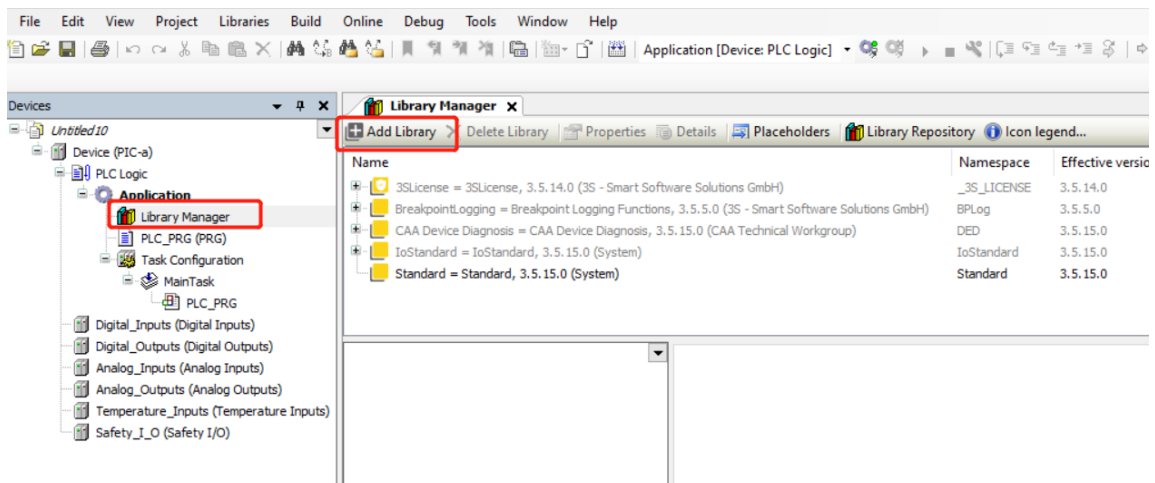 File Edit View Project Libraries Build Online Debug Tools Window Help
Application [Device: PLC Logic]
Devices
Library Manager
Untitled10
Add Library Delete Library Properties Details Placeholders Library Repository Icon legend...
Device (PIC-a)
Name Namespace Effective versio
PLC Logic
3SLicense = 3SLicense, 3.5.14.0 (3S - Smart Software Solutions GmbH) _3S_LICENSE 3.5.14.0
Application
BreakpointLogging = Breakpoint Logging Functions, 3.5.5.0 (3S - Smart Software Solutions GmbH) BPLog 3.5.5.0
Library Manager
CAA Device Diagnosis = CAA Device Diagnosis, 3.5.15.0 (CAA Technical Workgroup) DED 3.5.15.0
PLC_PRG (PRG)
IoStandard = IoStandard, 3.5.15.0 (System) IoStandard 3.5.15.0
Task Configuration
Standard = Standard, 3.5.15.0 (System) Standard 3.5.15.0
MainTask
PLC_PRG
Digital_Inputs (Digital Inputs)
Digital_Outputs (Digital Outputs)
Analog_Inputs (Analog Inputs)
Analog_Outputs (Analog Outputs)
Temperature_Inputs (Temperature Inputs)
Safety_I_O (Safety I/O)